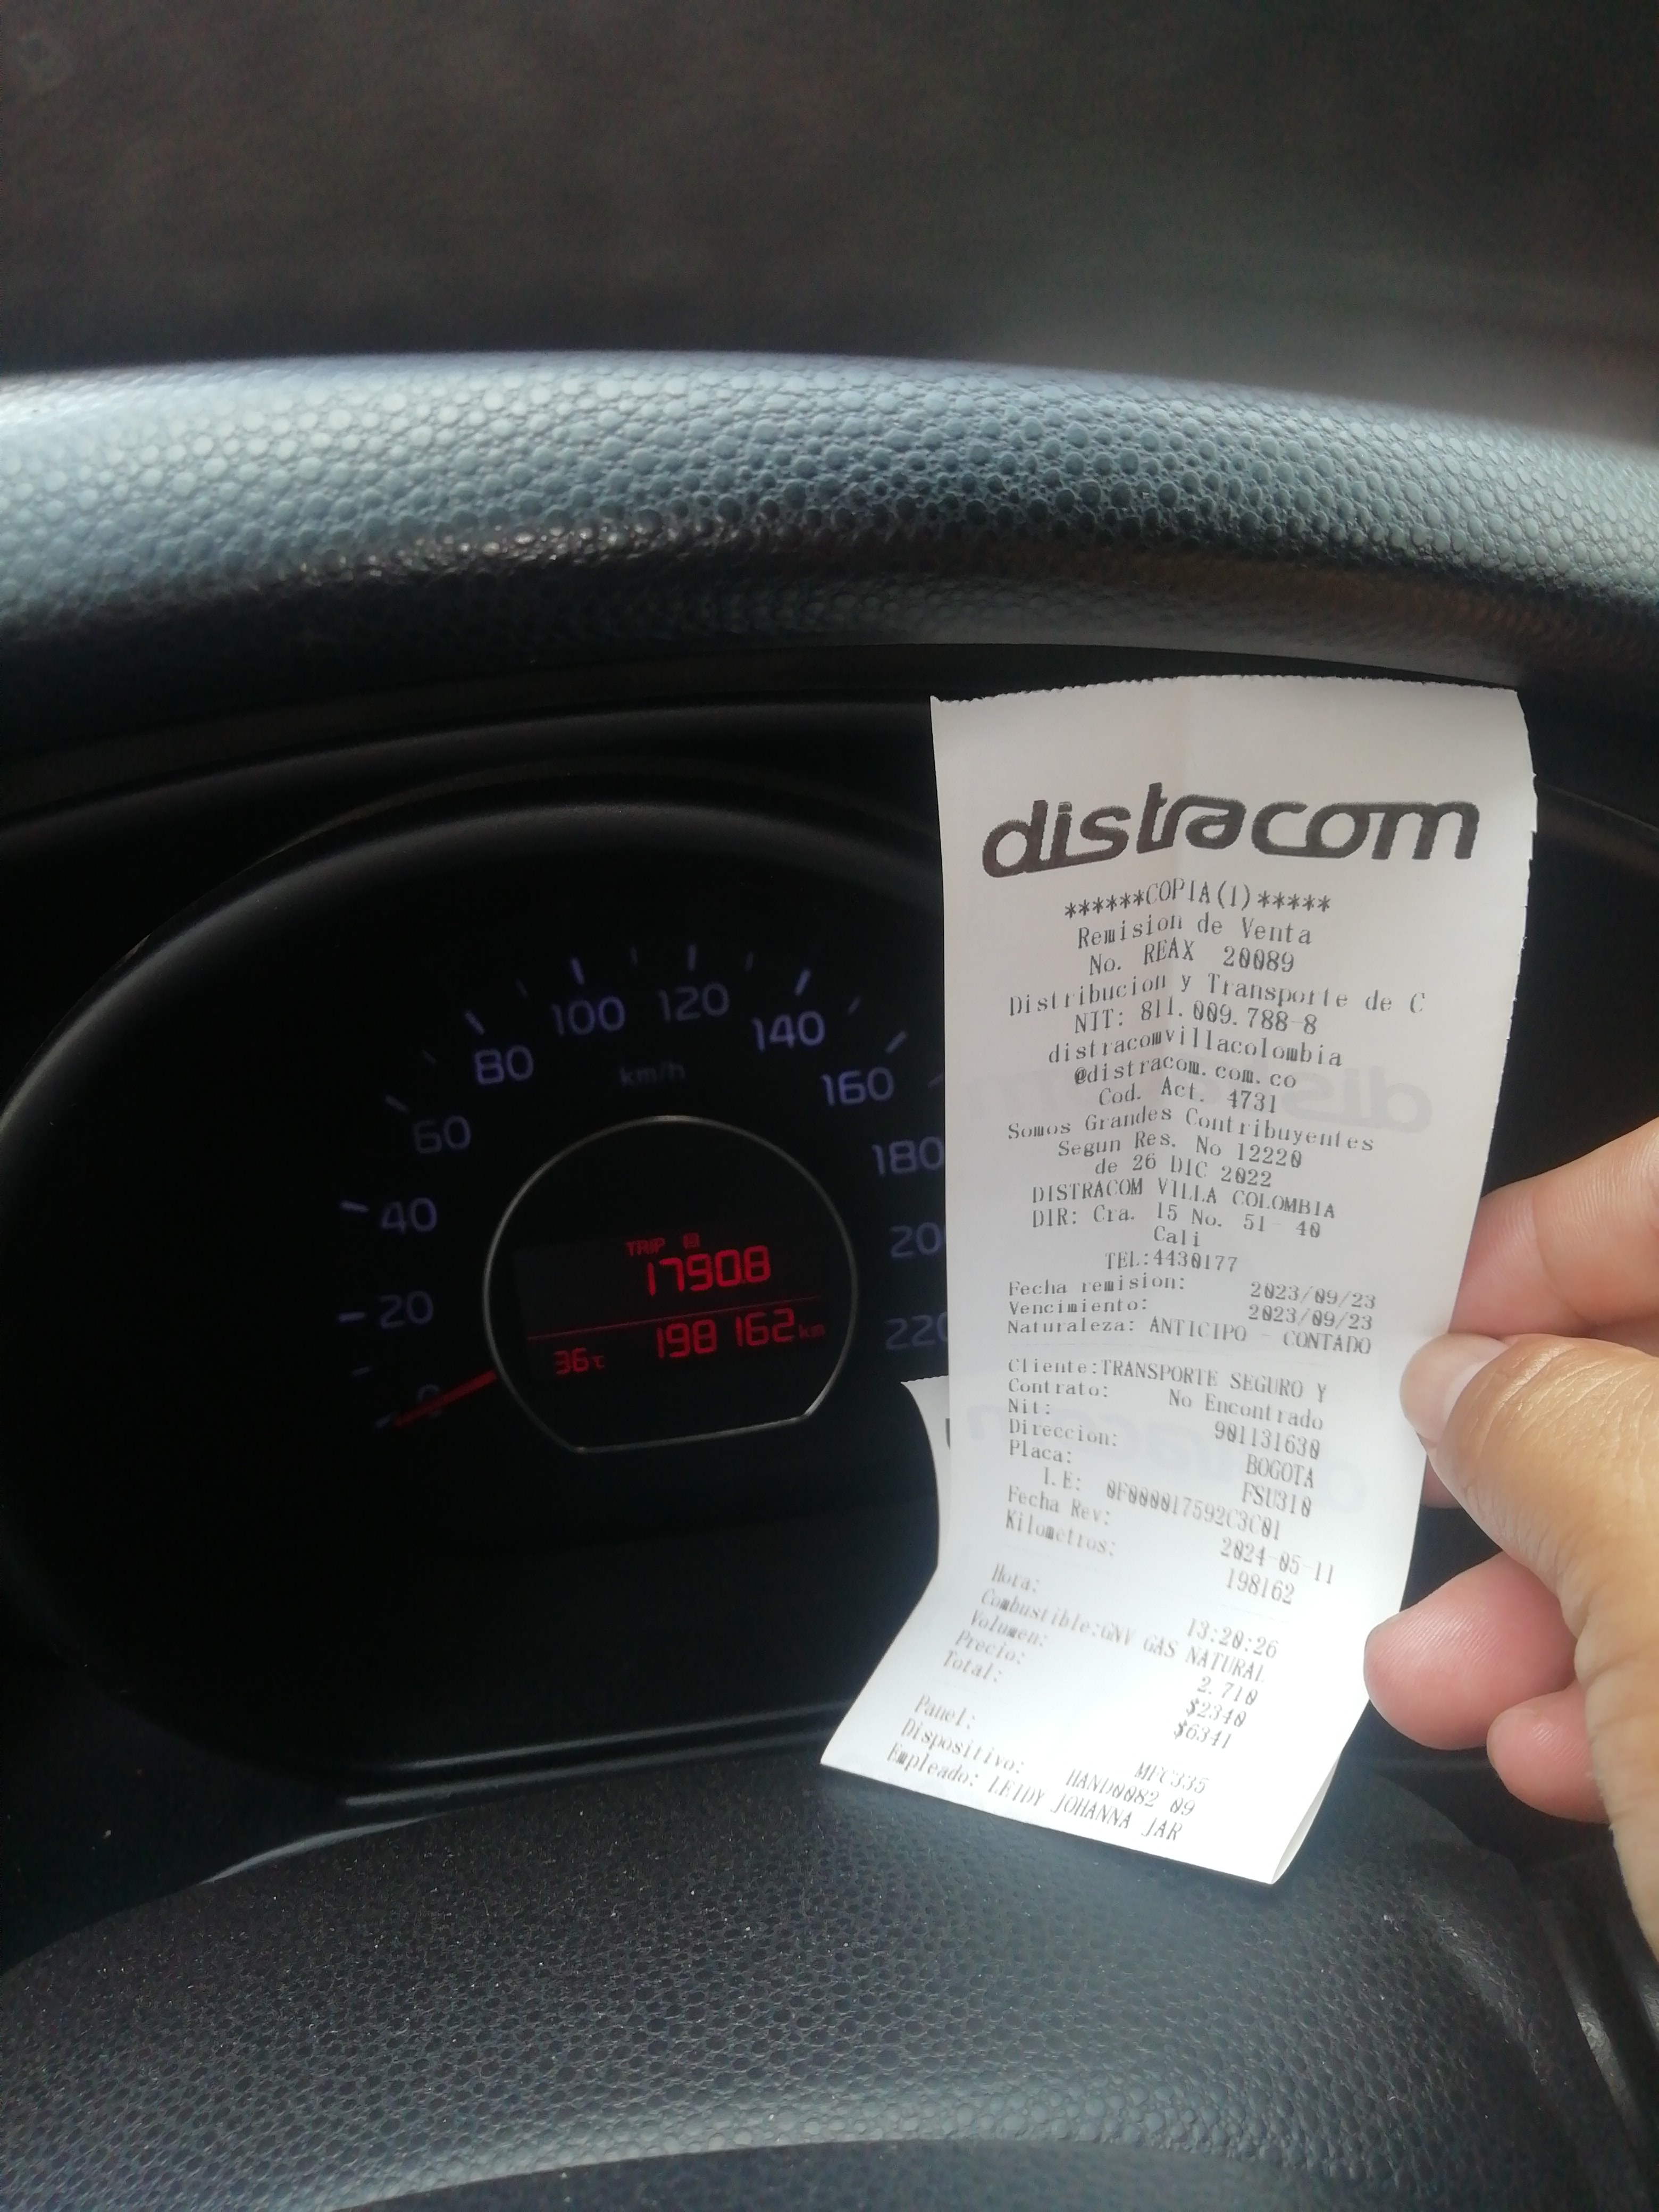 distracom
******COPIA(1)*****
Remision de Venta
No. REAX 20089
Distribucion y Transporte de C
NIT: 811.009.788-8
distracomvillacolombia
@distracom.com.co
Cod. Act. 4731
Somos Grandes Contribuyentes
Segun Res. No 12220
de 26 DIC 2022
DISTRACOM VILLA COLOMBIA
DIR: Cra. 15 No. 51- 40
Cali
TEL:4430177
Fecha remision: 2023/09/23
Vencimiento: 2023/09/23
Naturaleza: ANTICIPO - CONTADO
Cliente:TRANSPORTE SEGURO Y
Contrato: No Encontrado
Nit: 901131630
Direccion: BOGOTA
Placa: FSU310
I.E: 0F000017592C3C01
Fecha Rev: 2024-05-11
Kilometros: 198162
Hora: 13:20:26
Combustible:GNV GAS NATURAL
Volumen: 2.710
Precio: $2340
Total: $6341
Panel: MFC335
Dispositivo: HAND0082 09
Empleado: LEIDY JOHANNA JAR
0
20
40
60
80
100
120
140
160
180
200
220
km/h
TRIP B
1790.8
198162 km
36°C